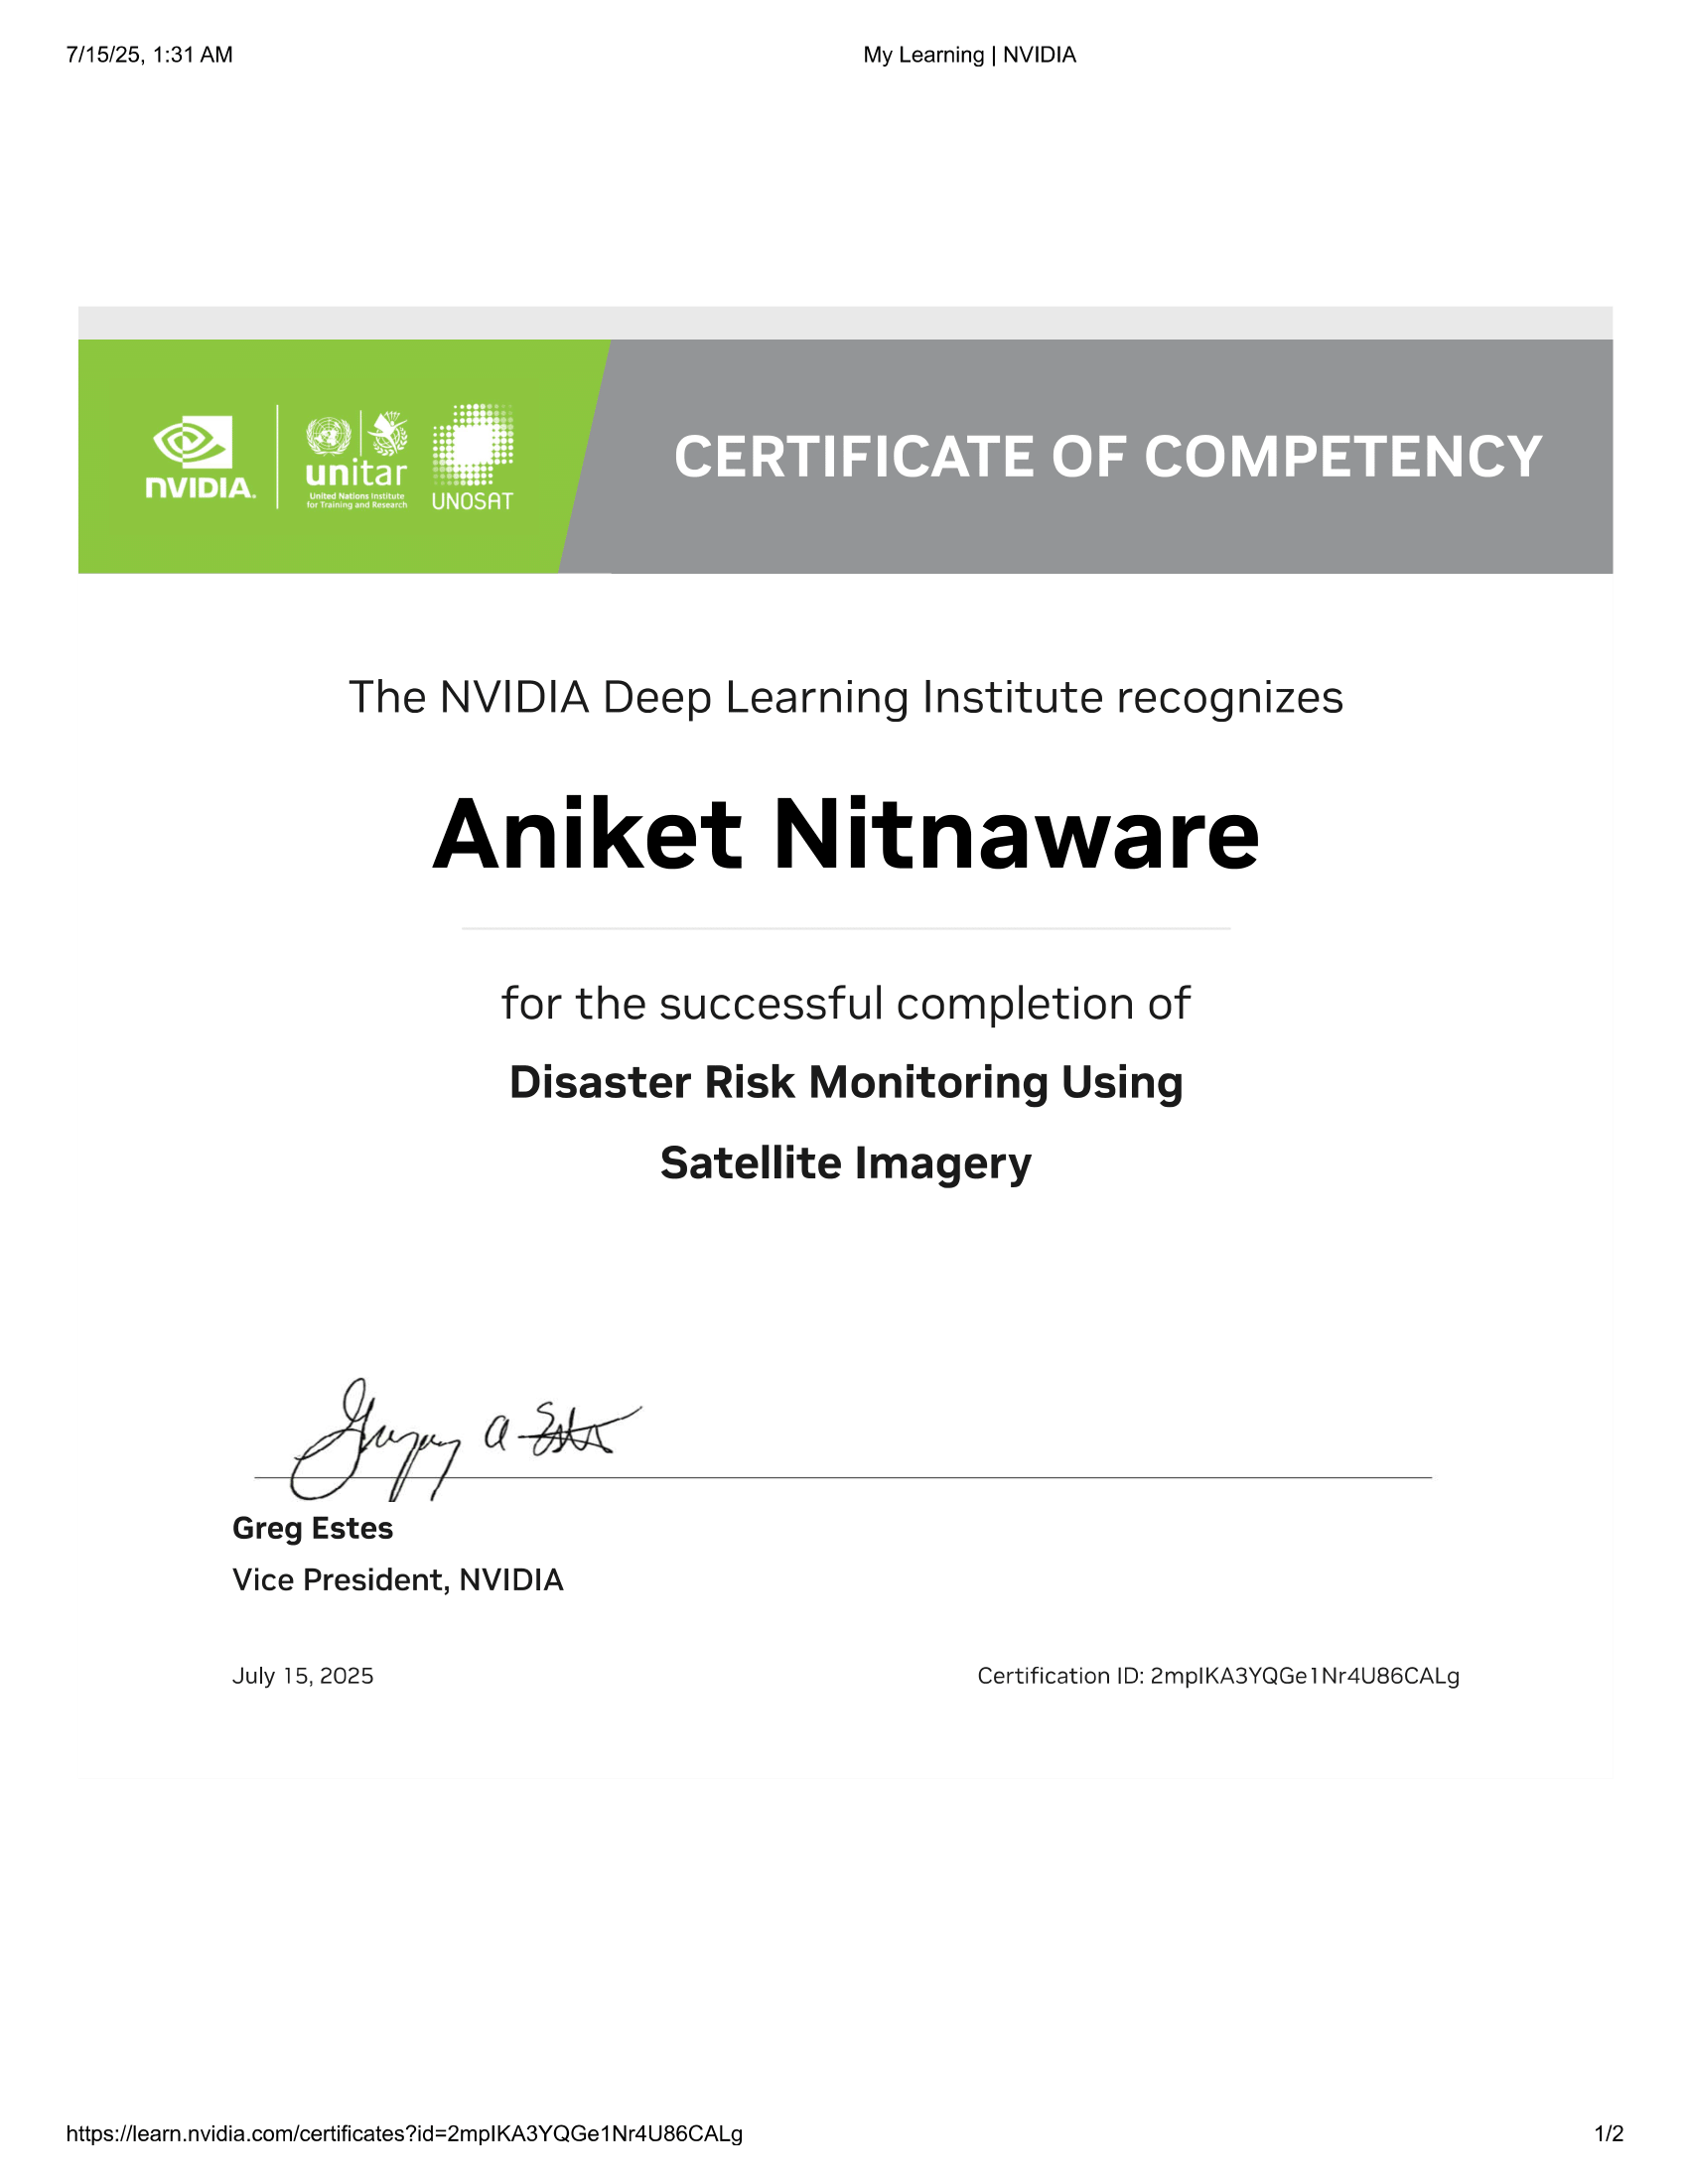 7/15/25, 1:31 AM
My Learning | NVIDIA
NVIDIA.
unitar
United Nations Institute
for Training and Research
UNOSAT
CERTIFICATE OF COMPETENCY
The NVIDIA Deep Learning Institute recognizes
Aniket Nitnaware
for the successful completion of
Disaster Risk Monitoring Using
Satellite Imagery
Gregory A Estes
Greg Estes
Vice President, NVIDIA
July 15, 2025
Certification ID: 2mpIKA3YQGe1Nr4U86CALg
https://learn.nvidia.com/certificates?id=2mpIKA3YQGe1Nr4U86CALg
1/2